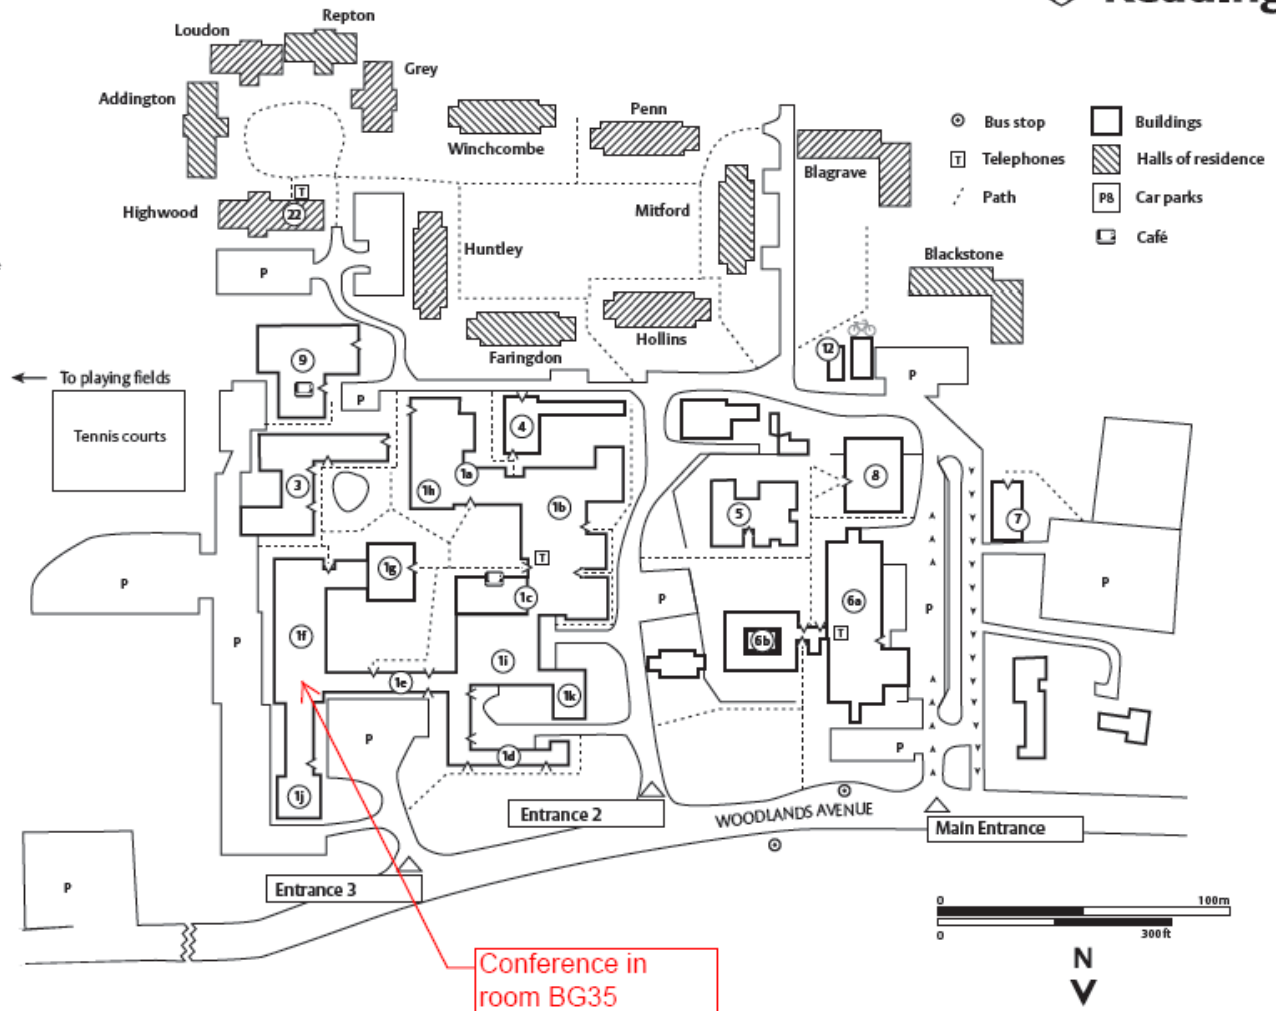 Reading
Repton
Loudon
Grey
Addington
Penn
Winchcombe
Bus stop
Buildings
T
Telephones
Halls of residence
Blagrave
Path
P8
Car parks
Café
T
Highwood
22
Mitford
Huntley
Blackstone
P
Hollins
Faringdon
12
9
P
To playing fields
P
Tennis courts
4
1a
8
3
1h
1b
5
7
T
1g
P
1c
P
P
6a
P
1f
P
6b
T
1i
1e
1k
P
P
1d
1j
Entrance 2
WOODLANDS AVENUE
Main Entrance
P
Entrance 3
0
100m
0
300ft
N
Conference in
room BG35